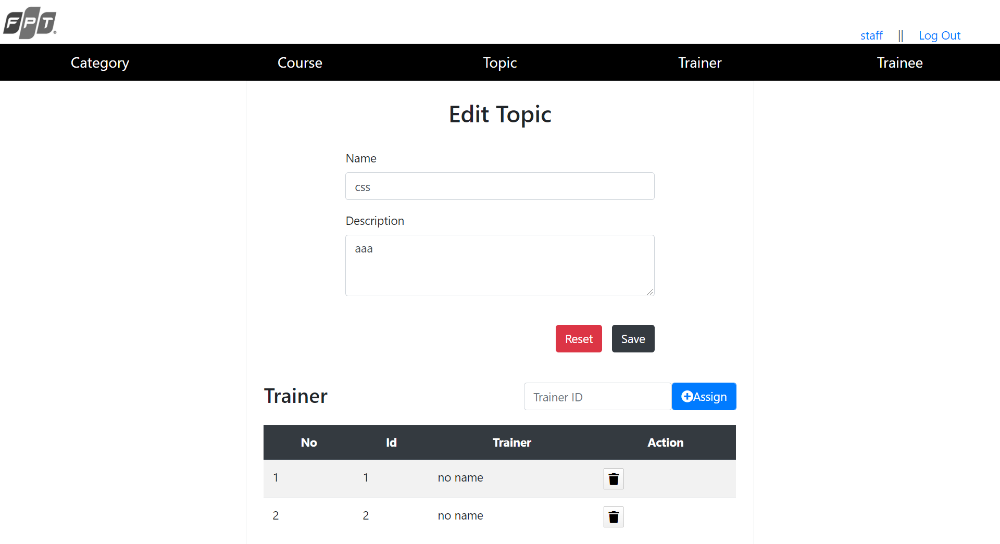 FPT
staff || Log Out
Category Course Topic Trainer Trainee
Edit Topic
Name
css
Description
aaa
Reset Save
Trainer Trainer ID Assign
No Id Trainer Action
1 1 no name
2 2 no name